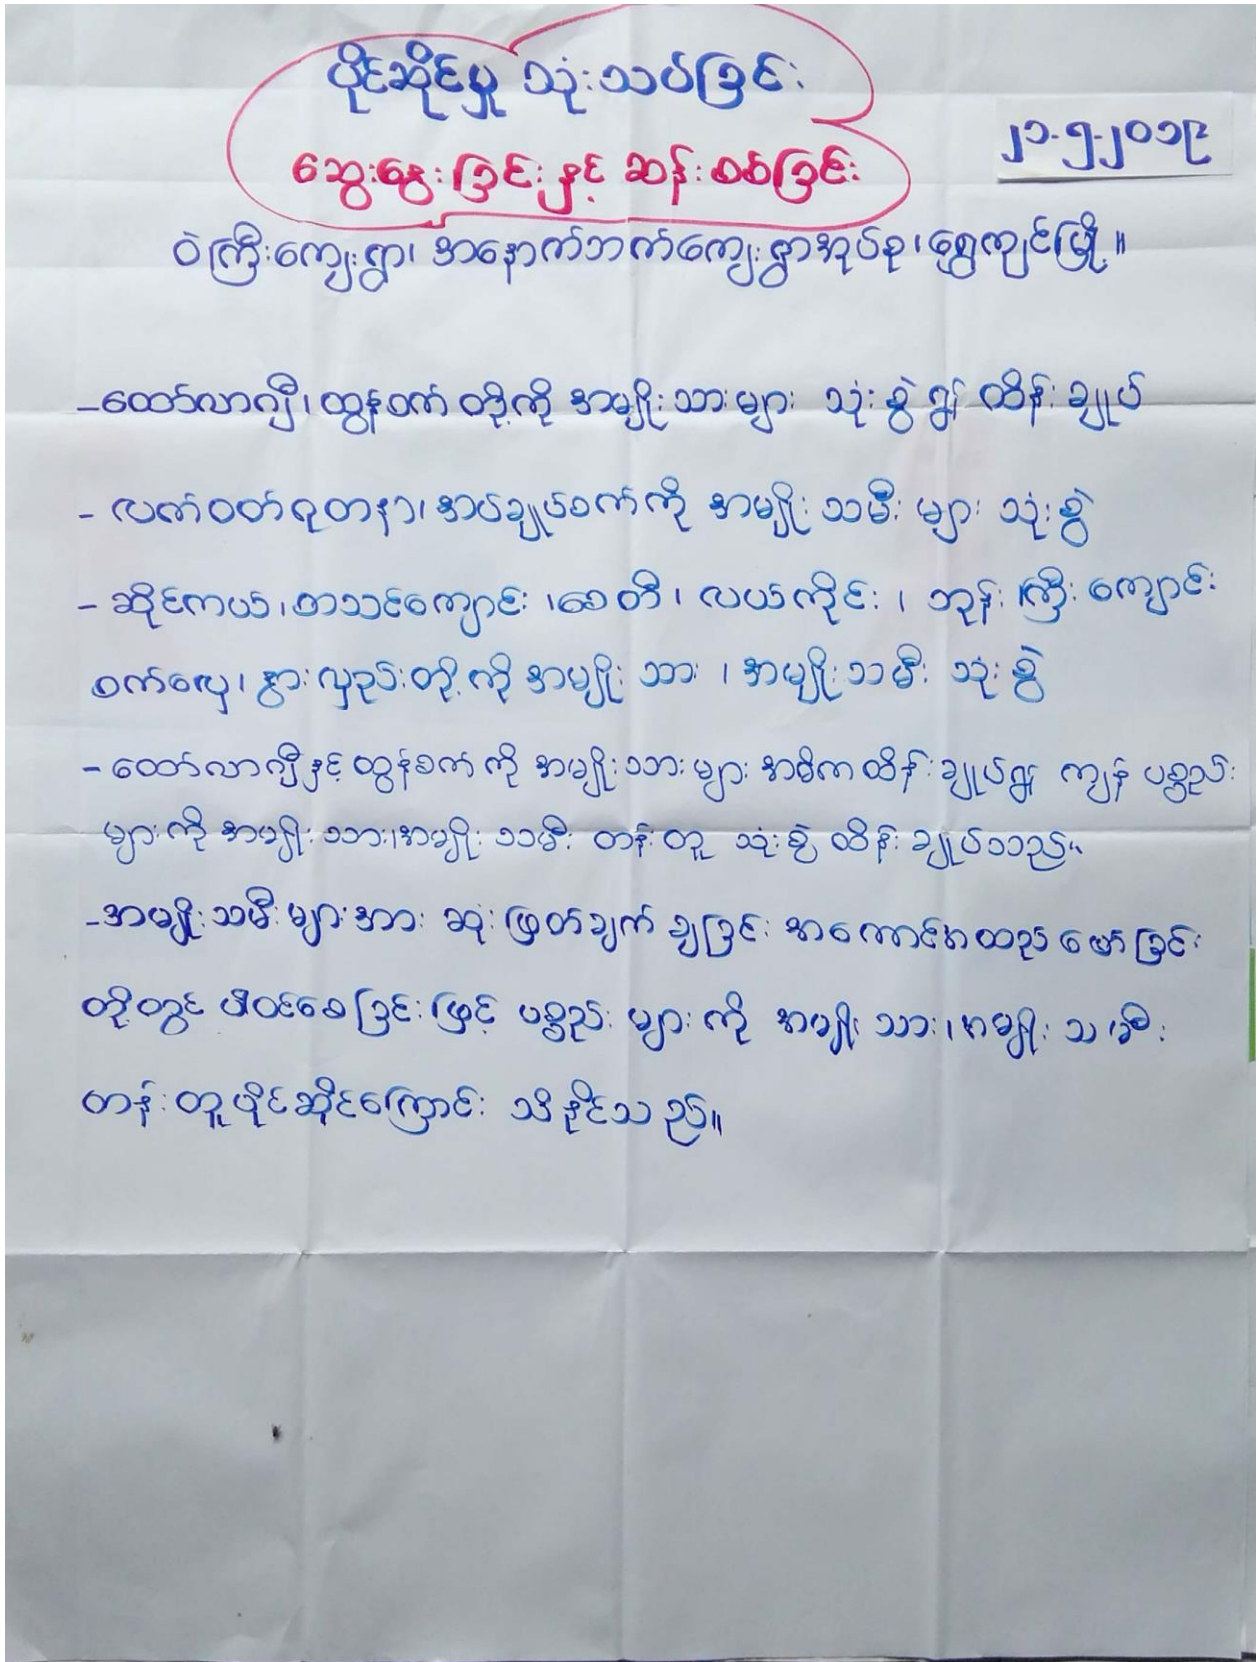 ပိုင်ဆိုင်မှု သုံးသပ်ခြင်း
ဆွေးနွေးခြင်းနှင့် ဆန်းစစ်ခြင်း
၂၁-၅-၂၀၁၉
ဝဲကြီးကျေးရွာ၊ အနောက်ဘက်ကျေးရွာအုပ်စု၊ ရွှေကျင်မြို့။
-ထော်လာဂျီ၊ ထွန်စက် တို့ကို အမျိုးသားများ သုံးစွဲ၍ ထိန်းချုပ်
- လက်ဝတ်ရတနာ၊ အပ်ချုပ်စက်ကို အမျိုးသမီးများ သုံးစွဲ
- ဆိုင်ကယ်၊ စာသင်ကျောင်း၊ စေတီ၊ လယ်ကိုင်း၊ ဘုန်းကြီးကျောင်း
စက်လှေ၊ နွားလှည်းတို့ကို အမျိုးသား၊ အမျိုးသမီး သုံးစွဲ
- ထော်လာဂျီနှင့် ထွန်စက်ကို အမျိုးသားများ အဓိကထိန်းချုပ်၍ ကျန်ပစ္စည်း
များကို အမျိုးသား၊ အမျိုးသမီး တန်းတူ သုံးစွဲ ထိန်းချုပ်သည်။
-အမျိုးသမီးများအား ဆုံးဖြတ်ချက် ချခြင်း အကောင်အထည်ဖော်ခြင်း
တို့တွင် ပါဝင်စေခြင်းဖြင့် ပစ္စည်းများကို အမျိုးသား၊ အမျိုးသမီး
တန်းတူပိုင်ဆိုင်ကြောင်း သိနိုင်သည်။